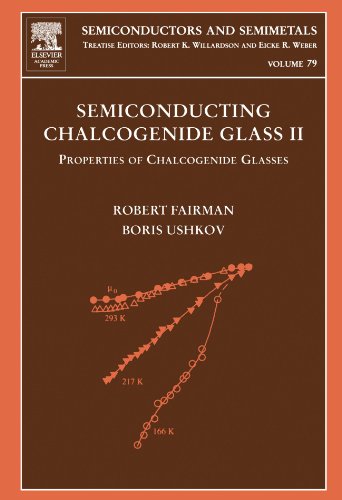 SEMICONDUCTORS AND SEMIMETALS
TREATISE EDITORS: ROBERT K. WILLARDSON AND EICKE R. WEBER
ELSEVIER
ACADEMIC
PRESS
VOLUME 79
SEMICONDUCTING
CHALCOGENIDE GLASS II
PROPERTIES OF CHALCOGENIDE GLASSES
ROBERT FAIRMAN
BORIS USHKOV
μ0
293 K
217 K
166 K